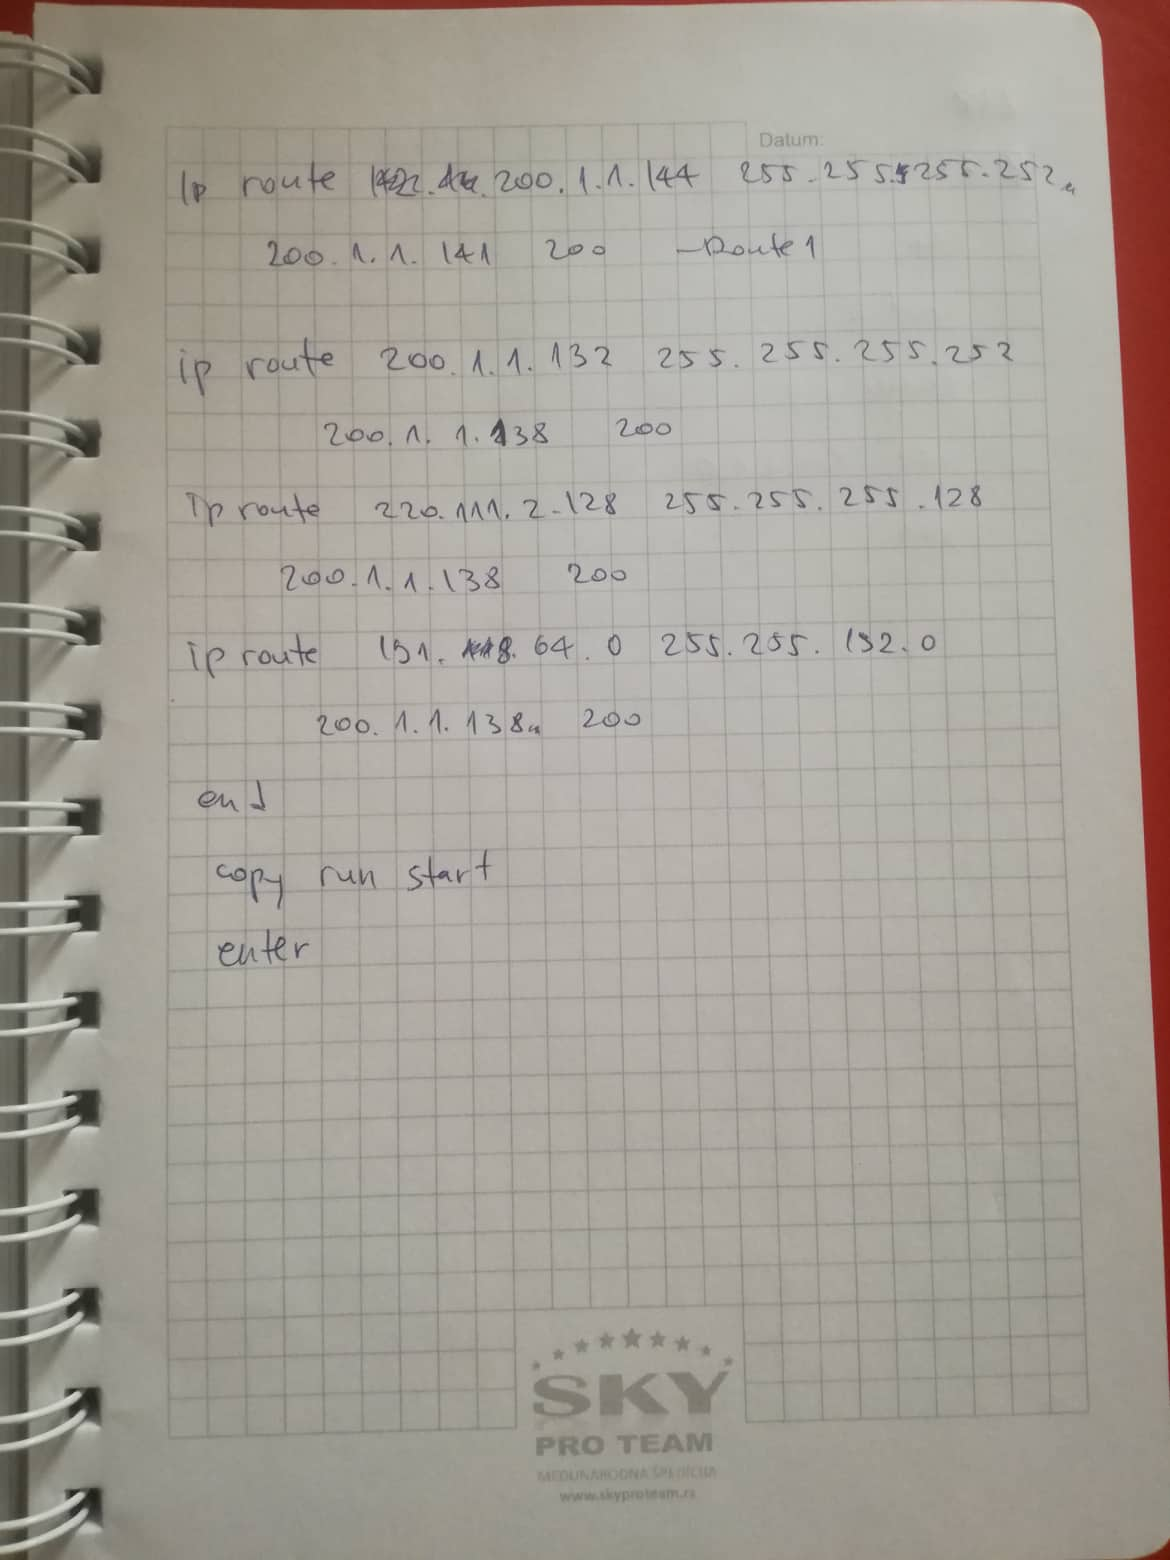 Datum:
ip route 200.1.1.144 255.255.255.252
200.1.1.141 200 -Route 1
ip route 200.1.1.132 255.255.255.252
200.1.1.138 200
Ip route 220.111.2.128 255.255.255.128
200.1.1.138 200
ip route 191. 64.0 255.255.192.0
200.1.1.138 200
end
copy run start
enter
SKY
PRO TEAM
MEĐUNARODNA ŠPEDICIJA
www.skyproteam.rs